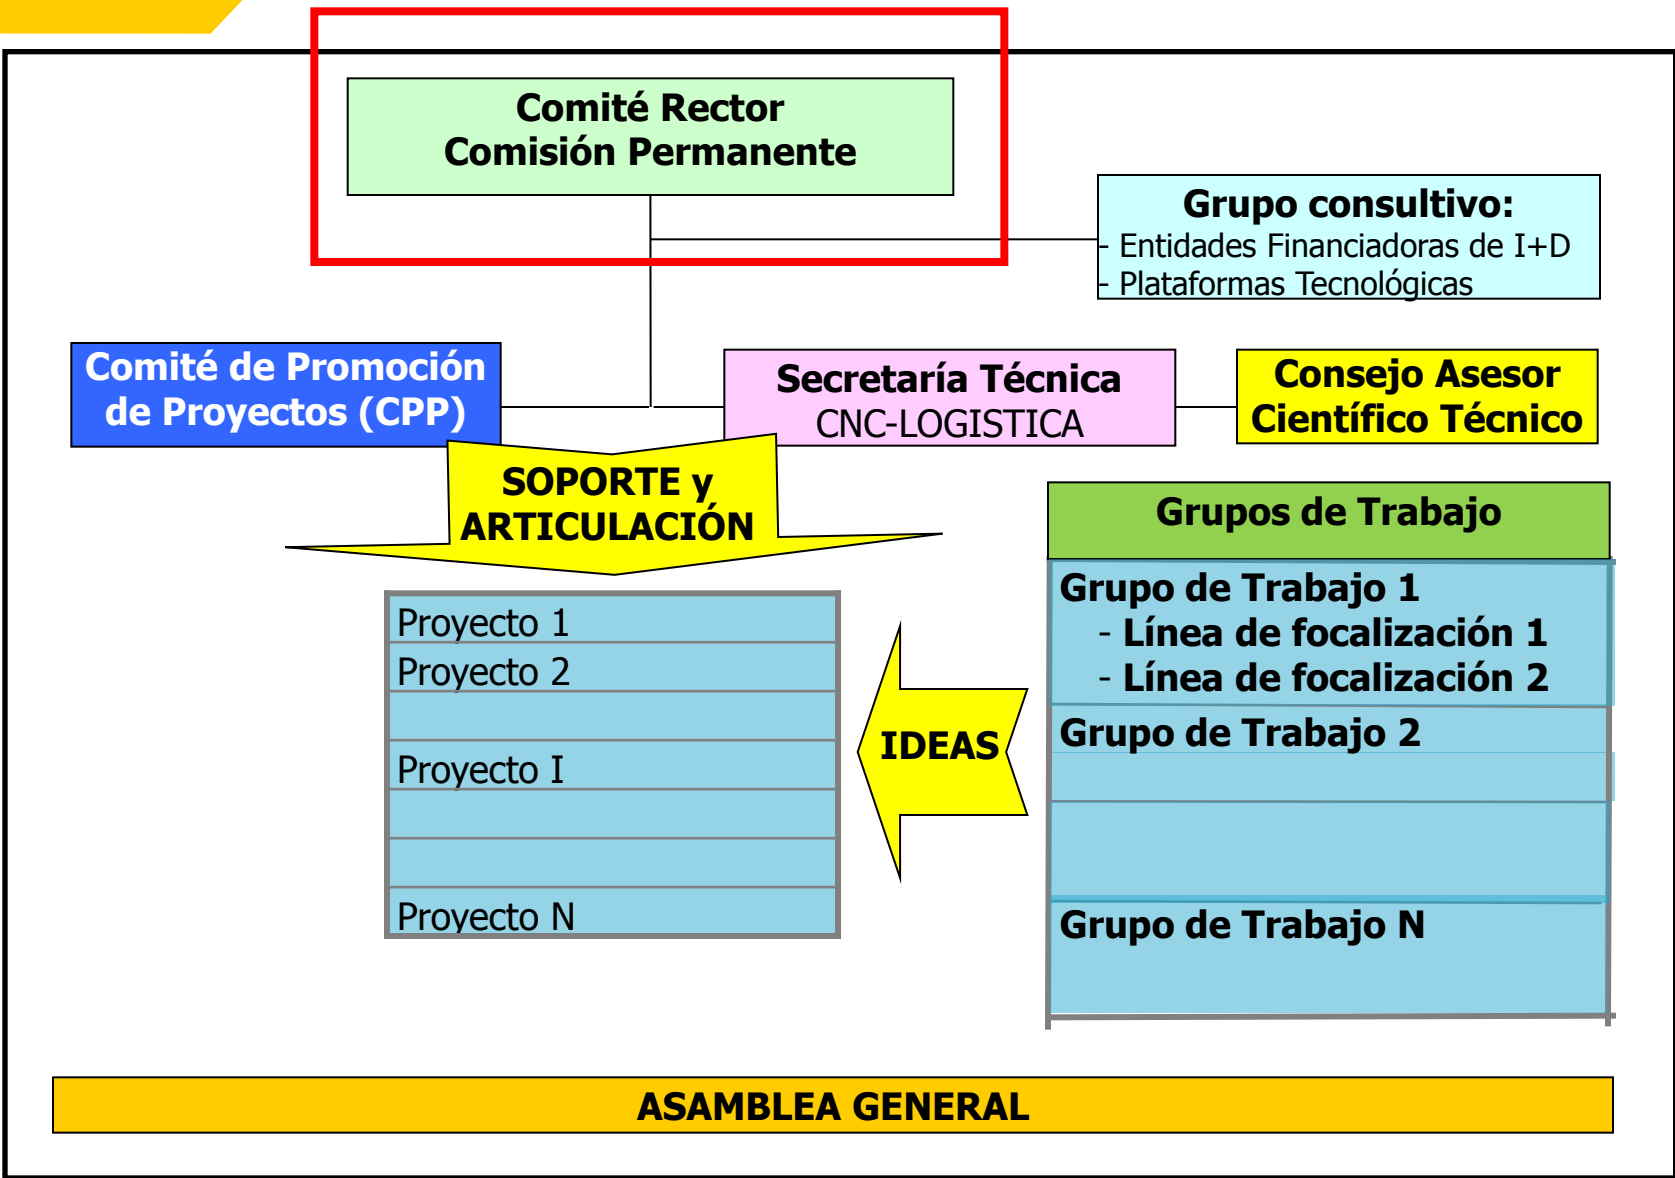 Comité Rector
Comisión Permanente
Grupo consultivo:
- Entidades Financiadoras de I+D
- Plataformas Tecnológicas
Comité de Promoción
de Proyectos (CPP)
Secretaría Técnica
CNC-LOGISTICA
Consejo Asesor
Científico Técnico
SOPORTE y
ARTICULACIÓN
Proyecto 1
Proyecto 2
Proyecto I
Proyecto N
IDEAS
Grupos de Trabajo
Grupo de Trabajo 1
- Línea de focalización 1
- Línea de focalización 2
Grupo de Trabajo 2
Grupo de Trabajo N
ASAMBLEA GENERAL